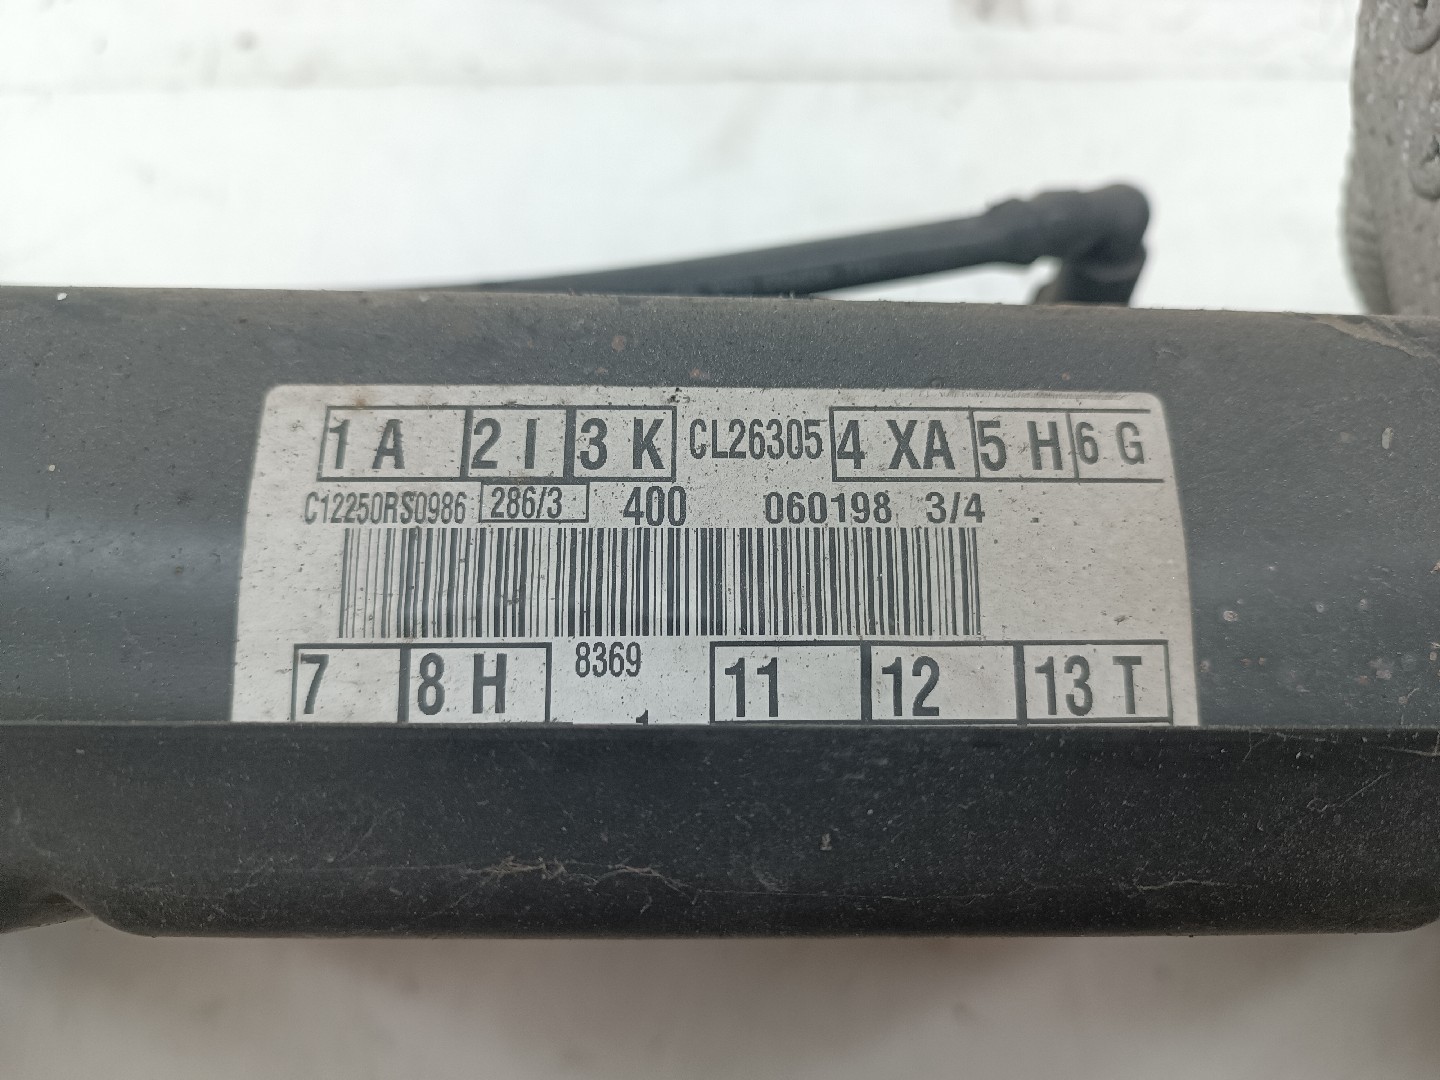 1 A 2 I 3 K CL26305 4 XA 5 H 6 G
C12250RS0986 286/3 400 060198 3/4
7 8 H 8369 11 12 13 T